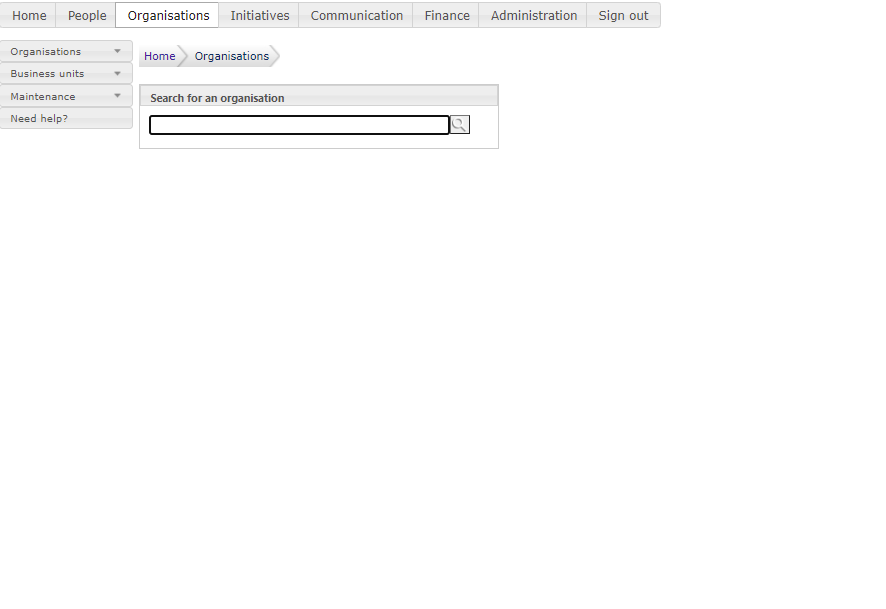 Home People Organisations Initiatives Communication Finance Administration Sign out
Organisations
Business units
Maintenance
Need help?
Home Organisations
Search for an organisation